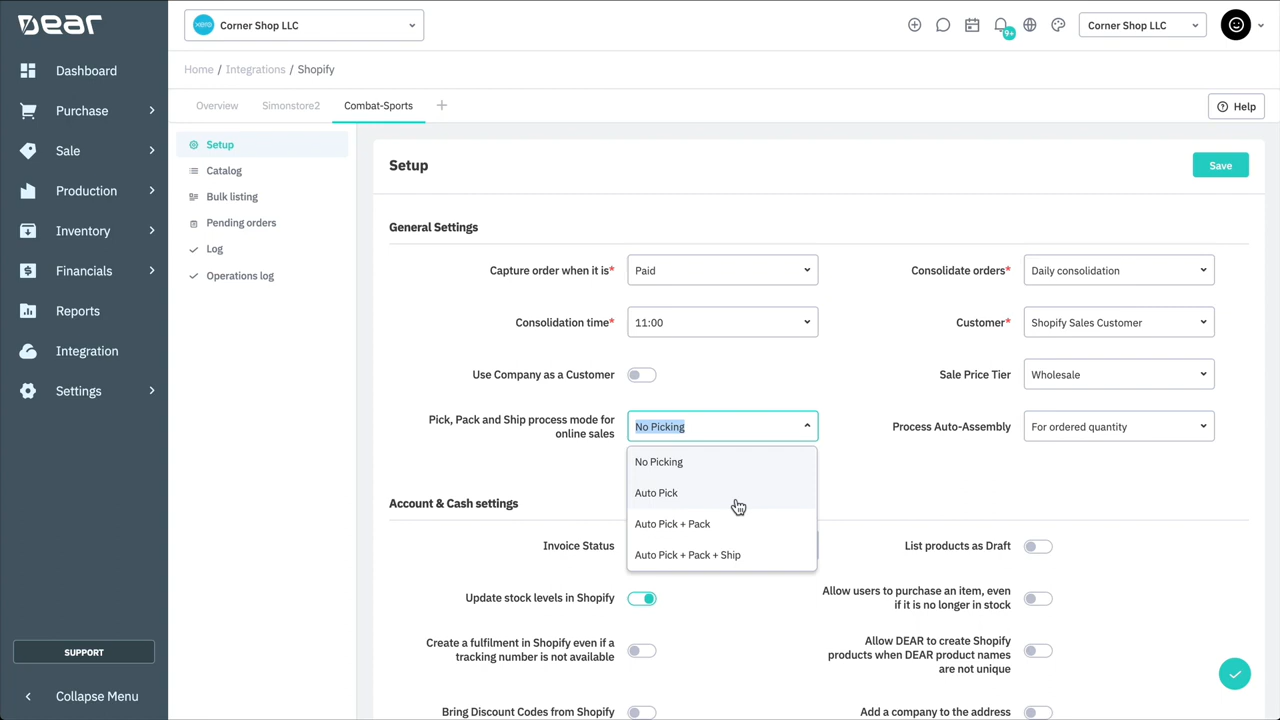 DEAR
xero
Corner Shop LLC
9+
Corner Shop LLC
Dashboard
Purchase
Sale
Production
Inventory
Financials
Reports
Integration
Settings
SUPPORT
Collapse Menu
Home / Integrations / Shopify
Overview
Simonstore2
Combat-Sports
Help
Setup
Catalog
Bulk listing
Pending orders
Log
Operations log
Setup
Save
General Settings
Capture order when it is*
Paid
Consolidate orders*
Daily consolidation
Consolidation time*
11:00
Customer*
Shopify Sales Customer
Use Company as a Customer
Sale Price Tier
Wholesale
Pick, Pack and Ship process mode for
online sales
No Picking
Process Auto-Assembly
For ordered quantity
No Picking
Auto Pick
Auto Pick + Pack
Auto Pick + Pack + Ship
Account & Cash settings
Invoice Status
List products as Draft
Update stock levels in Shopify
Allow users to purchase an item, even
if it is no longer in stock
Create a fulfilment in Shopify even if a
tracking number is not available
Allow DEAR to create Shopify
products when DEAR product names
are not unique
Bring Discount Codes from Shopify
Add a company to the address